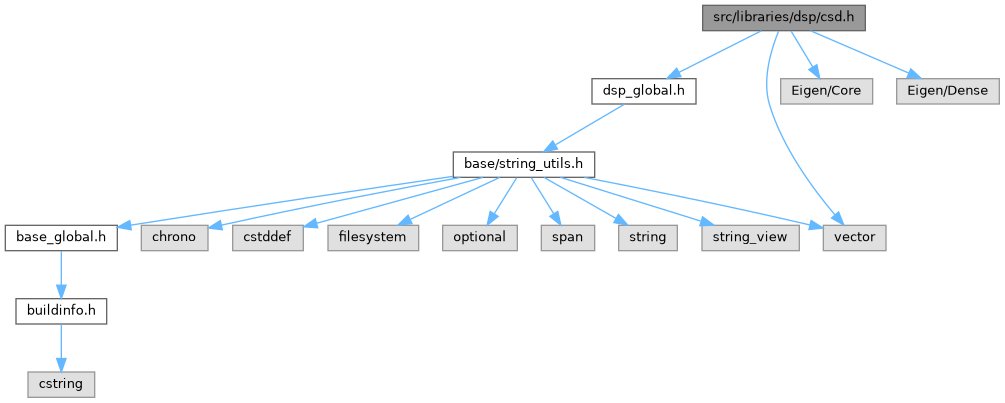 src/libraries/dsp/csd.h
dsp_global.h
Eigen/Core
Eigen/Dense
base/string_utils.h
base_global.h
chrono
cstddef
filesystem
optional
span
string
string_view
vector
buildinfo.h
cstring